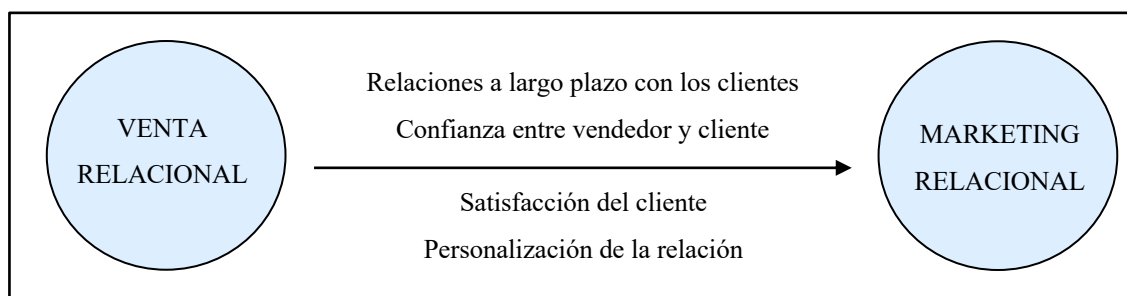 VENTA
RELACIONAL
Relaciones a largo plazo con los clientes
Confianza entre vendedor y cliente
Satisfacción del cliente
Personalización de la relación
MARKETING
RELACIONAL